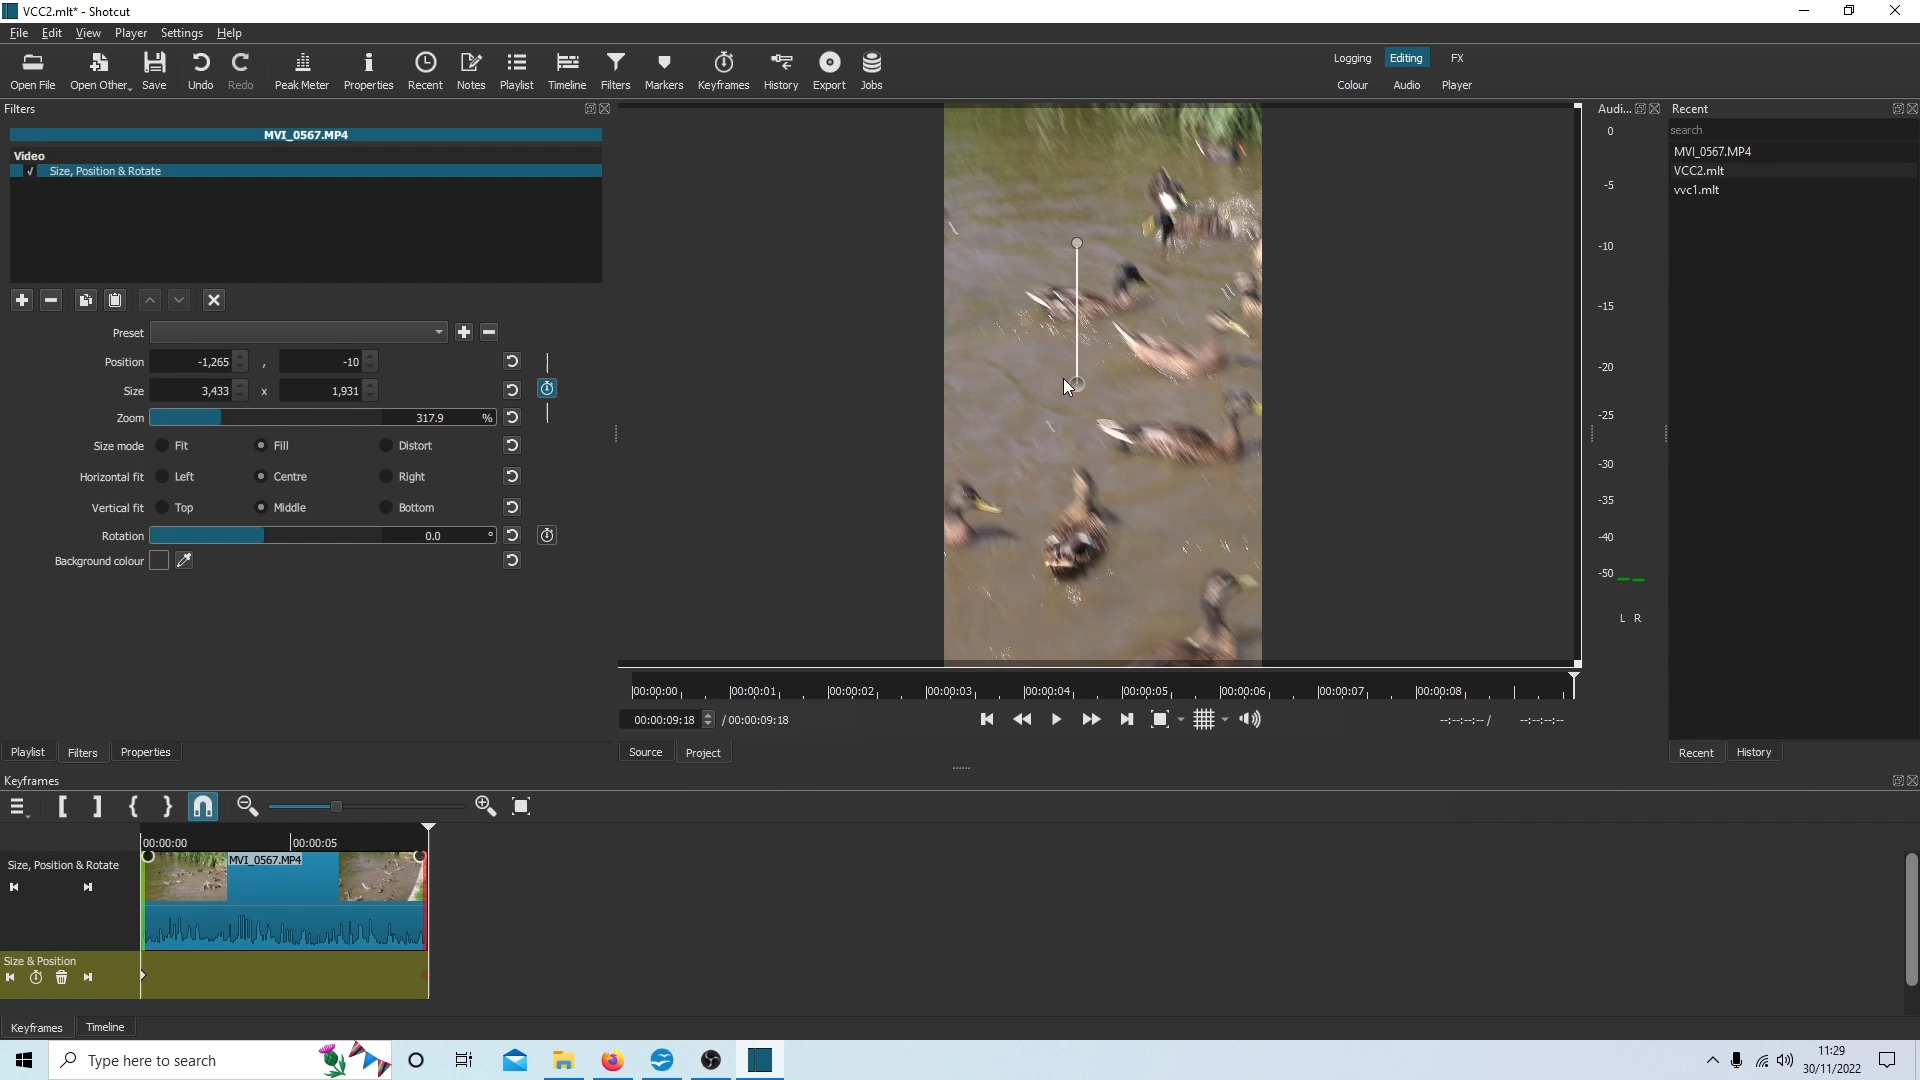 VCC2.mlt* - Shotcut
File Edit View Player Settings Help
Open File Open Other... Save Undo Redo Peak Meter Properties Recent Notes Playlist Timeline Filters Markers Keyframes History Export Jobs
Logging Editing FX
Colour Audio Player
Filters
MVI_0567.MP4
Video
Size, Position & Rotate
Preset
Position -1,265 , -10
Size 3,433 x 1,931
Zoom 317.9 %
Size mode Fit Fill Distort
Horizontal fit Left Centre Right
Vertical fit Top Middle Bottom
Rotation 0.0 °
Background colour
00:00:00 00:00:01 00:00:02 00:00:03 00:00:04 00:00:05 00:00:06 00:00:07 00:00:08
00:00:09:18 / 00:00:09:18 --:--:--:-- / --:--:--:--
Source Project
Audi...
0
-5
-10
-15
-20
-25
-30
-35
-40
-50
L R
Recent
search
MVI_0567.MP4
VCC2.mlt
vvc1.mlt
Recent History
Playlist Filters Properties
Keyframes
00:00:00 00:00:05
Size, Position & Rotate
MVI_0567.MP4
Size & Position
Keyframes Timeline
Type here to search
11:29
30/11/2022